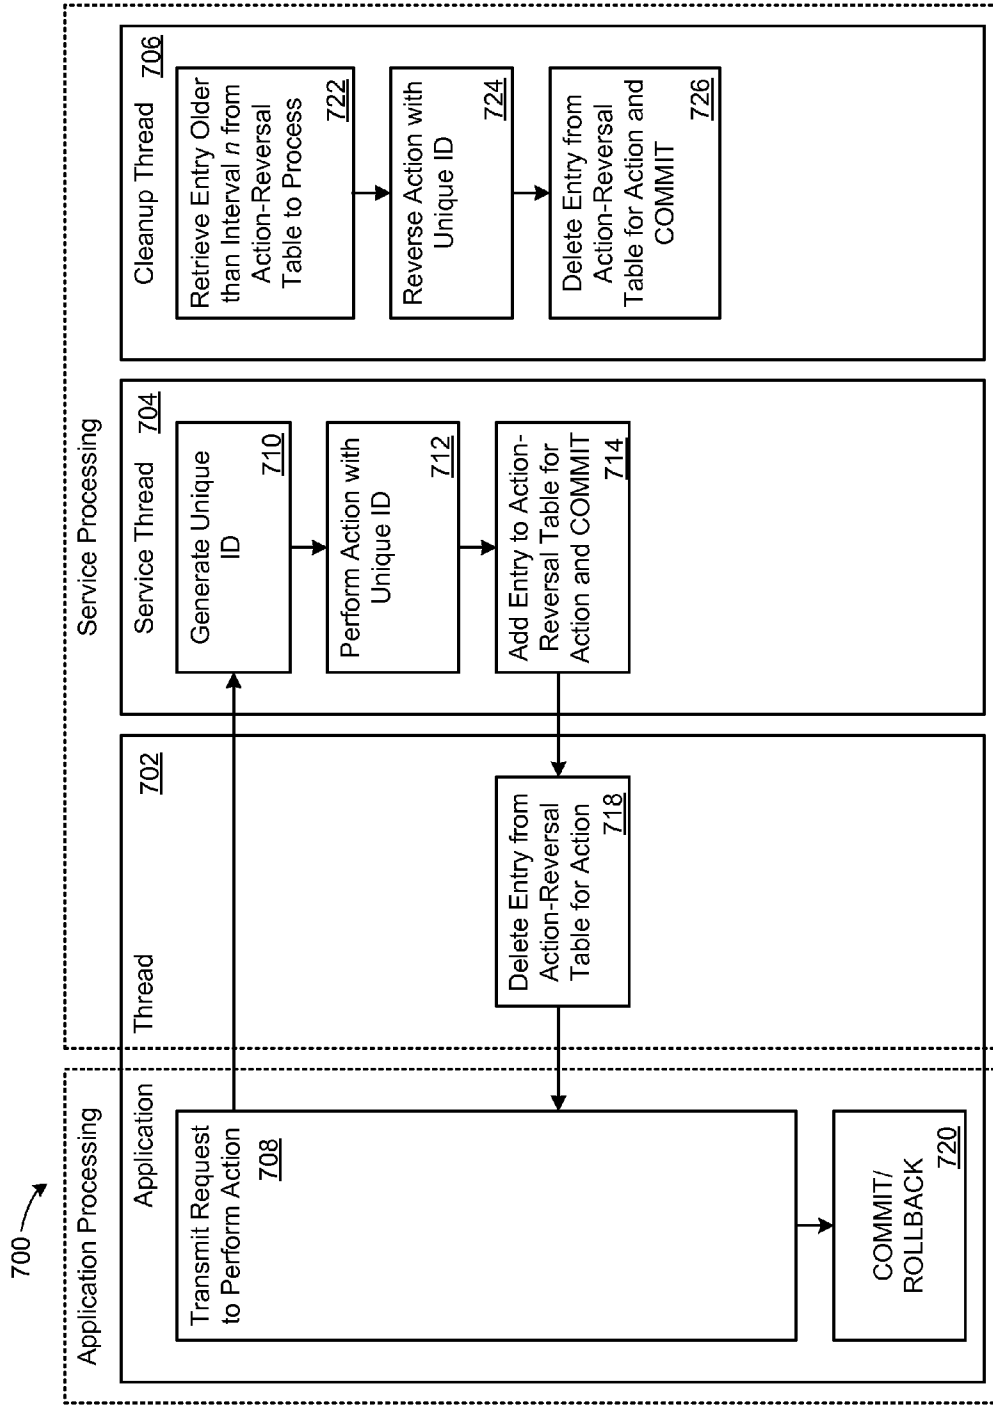 700
Application Processing
Service Processing
Application
Thread
702
Service Thread
704
Cleanup Thread
706
Transmit Request
to Perform Action
708
Generate Unique
ID
710
Perform Action with
Unique ID
712
Add Entry to Action-
Reversal Table for
Action and COMMIT
714
Delete Entry from
Action-Reversal
Table for Action
718
COMMIT/
ROLLBACK
720
Retrieve Entry Older
than Interval n from
Action-Reversal
Table to Process
722
Reverse Action with
Unique ID
724
Delete Entry from
Action-Reversal
Table for Action and
COMMIT
726